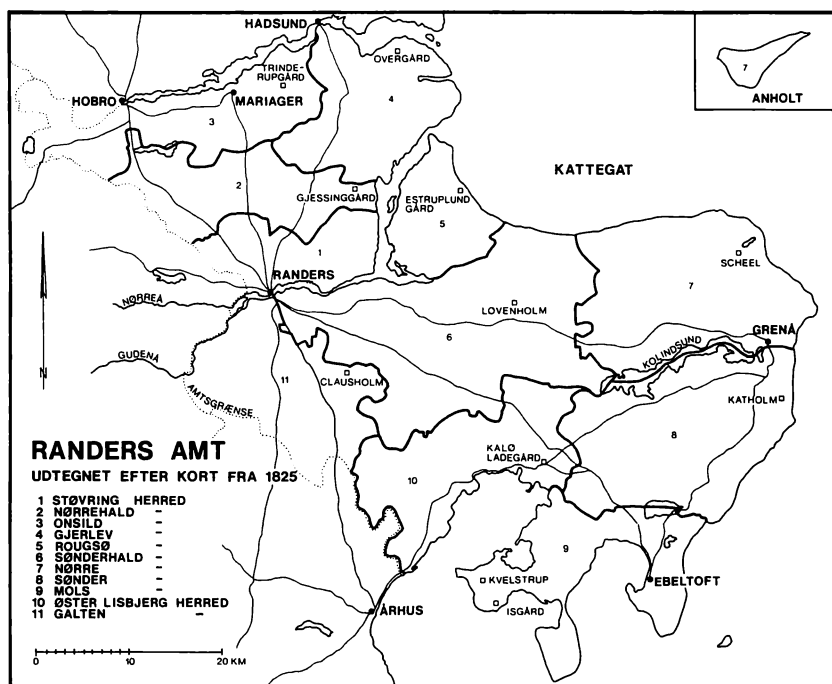 HADSUND
OVERGÅRD
TRINDE-
RUPGÅRD
HOBRO
MARIAGER
3
4
7
ANHOLT
KATTEGAT
2
GJESSINGGÅRD
ESTRUPLUND
GÅRD
5
1
SCHEEL
7
RANDERS
NØRREÅ
LØVENHOLM
6
GRENÅ
KOLINDSUND
GUDENÅ
N
11
CLAUSHOLM
AMTSGRÆNSE
KATHOLM
8
KALØ
LADEGÅRD
10
9
KVELSTRUP
ISGÅRD
EBELTOFT
ÅRHUS
RANDERS AMT
UDTEGNET EFTER KORT FRA 1825
1 STØVRING HERRED
2 NØRREHALD -
3 ONSILD -
4 GJERLEV -
5 ROUGSØ -
6 SØNDERHALD -
7 NØRRE -
8 SØNDER -
9 MOLS -
10 ØSTER LISBJERG HERRED
11 GALTEN -
0 10 20 KM